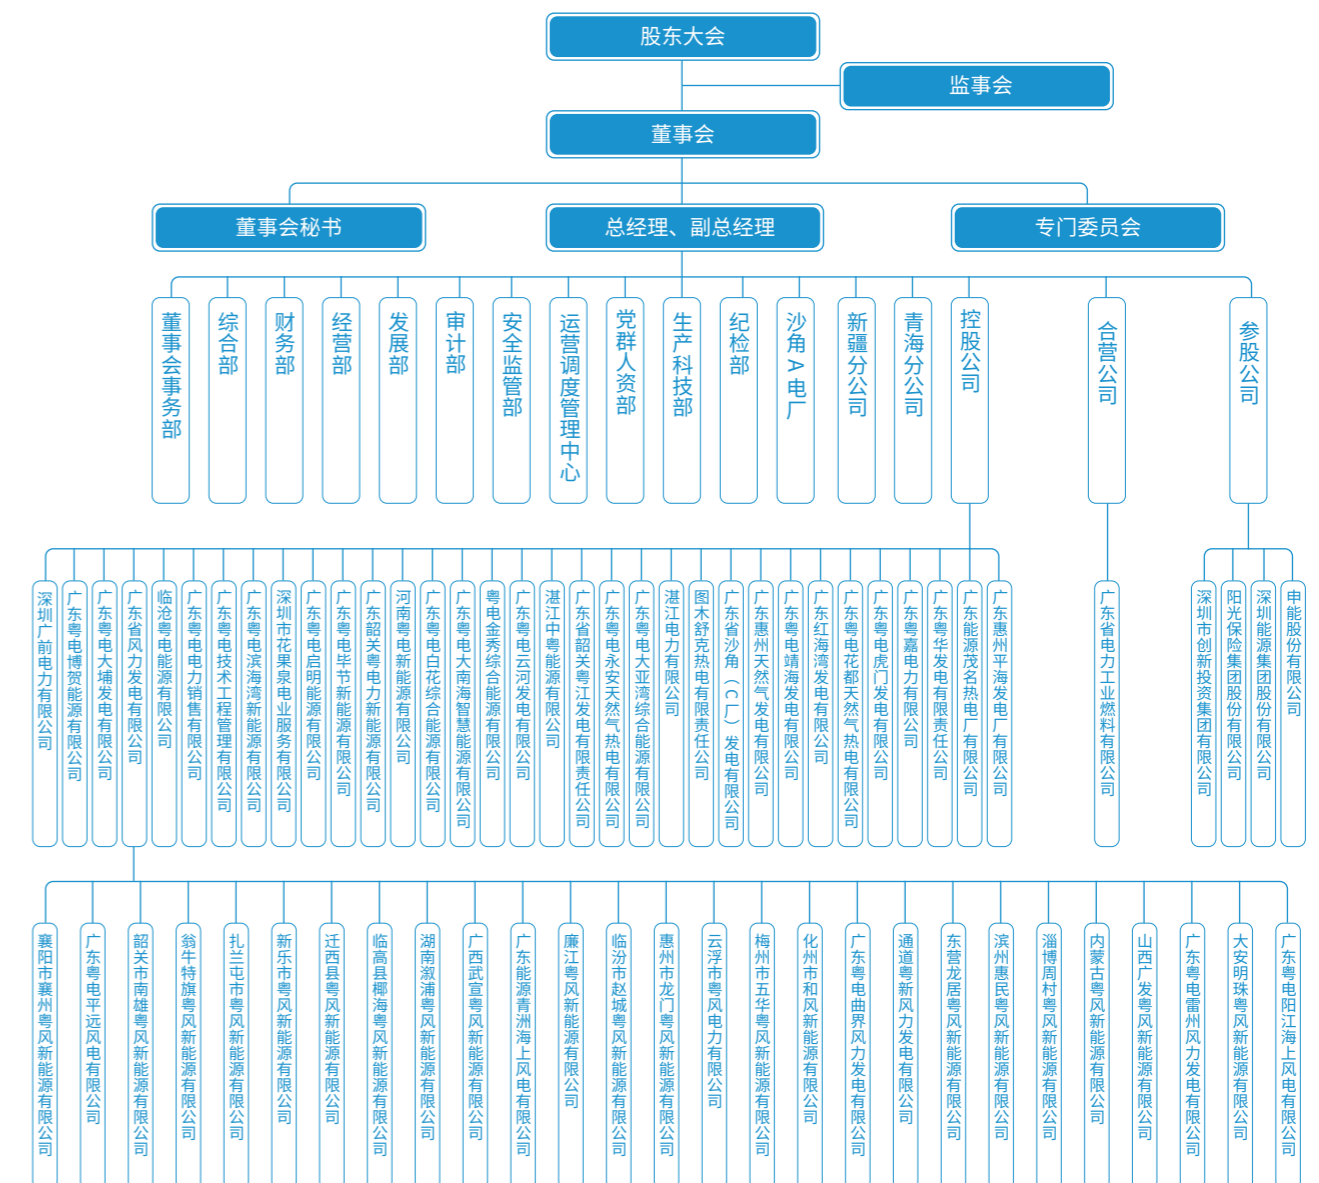 股东大会
监事会
董事会
董事会秘书
总经理、副总经理
专门委员会
董事会事务部
综合部
财务部
经营部
发展部
审计部
安全监管部
运营调度管理中心
党群人资部
生产科技部
纪检部
沙角A电厂
新疆分公司
青海分公司
控股公司
合营公司
参股公司
深圳广前电力有限公司
广东粤电博贺能源有限公司
广东粤电大埔发电有限公司
广东省风力发电有限公司
临沧粤电能源有限公司
广东粤电电力销售有限公司
广东粤电技术工程管理有限公司
广东粤电滨海湾新能源有限公司
深圳市花果泉电业服务有限公司
广东粤电启明能源有限公司
广东粤电毕节新能源有限公司
广东韶关粤电力新能源有限公司
河南粤电新能源有限公司
广东粤电白花综合能源有限公司
广东粤电大南海智慧能源有限公司
粤电金秀综合能源有限公司
广东粤电云河发电有限公司
湛江中粤能源有限公司
广东省韶关粤江发电有限责任公司
广东粤电永安天然气热电有限公司
广东粤电大亚湾综合能源有限公司
湛江电力有限公司
图木舒克热电有限责任公司
广东省沙角（C厂）发电有限公司
广东惠州天然气发电有限公司
广东粤电靖海发电有限公司
广东红海湾发电有限公司
广东粤电花都天然气热电有限公司
广东粤电虎门发电有限公司
广东粤嘉电力有限公司
广东粤华发电有限责任公司
广东能源茂名热电厂有限公司
广东惠州平海发电厂有限公司
广东省电力工业燃料有限公司
深圳市创新投资集团有限公司
阳光保险集团股份有限公司
深圳能源集团股份有限公司
申能股份有限公司
襄阳市襄州粤风新能源有限公司
广东粤电平远风电有限公司
韶关市南雄粤风新能源有限公司
翁牛特旗粤风新能源有限公司
扎兰屯市粤风新能源有限公司
新乐市粤风新能源有限公司
迁西县粤风新能源有限公司
临高县椰海粤风新能源有限公司
湖南溆浦粤风新能源有限公司
广西武宣粤风新能源有限公司
广东能源青洲海上风电有限公司
廉江粤风新能源有限公司
临汾市赵城粤风新能源有限公司
惠州市龙门粤风新能源有限公司
云浮市粤风电力有限公司
梅州市五华粤风新能源有限公司
化州市和风新能源有限公司
广东粤电曲界风力发电有限公司
通道粤新风力发电有限公司
东营龙居粤风新能源有限公司
滨州惠民粤风新能源有限公司
淄博周村粤风新能源有限公司
内蒙古粤风新能源有限公司
山西广发粤风新能源有限公司
广东粤电雷州风力发电有限公司
大安明珠粤风新能源有限公司
广东粤电阳江海上风电有限公司